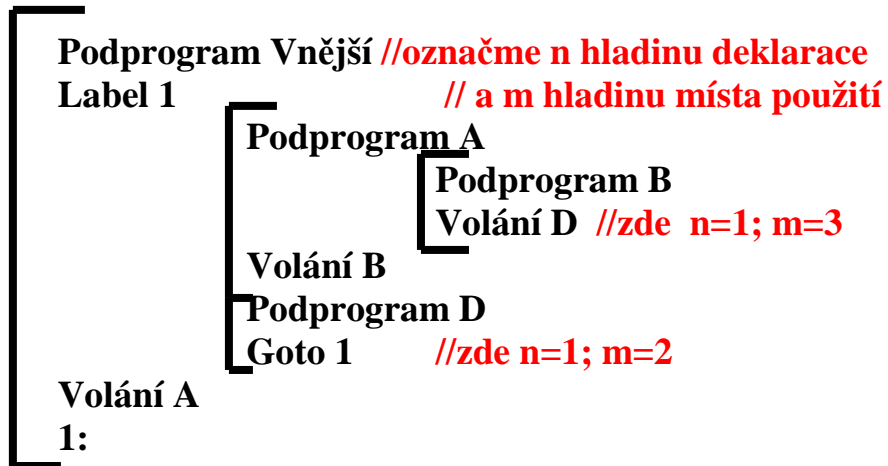 Podprogram Vnější //označme n hladinu deklarace
Label 1 // a m hladinu místa použití
Podprogram A
Podprogram B
Volání D //zde n=1; m=3
Volání B
Podprogram D
Goto 1 //zde n=1; m=2
Volání A
1: